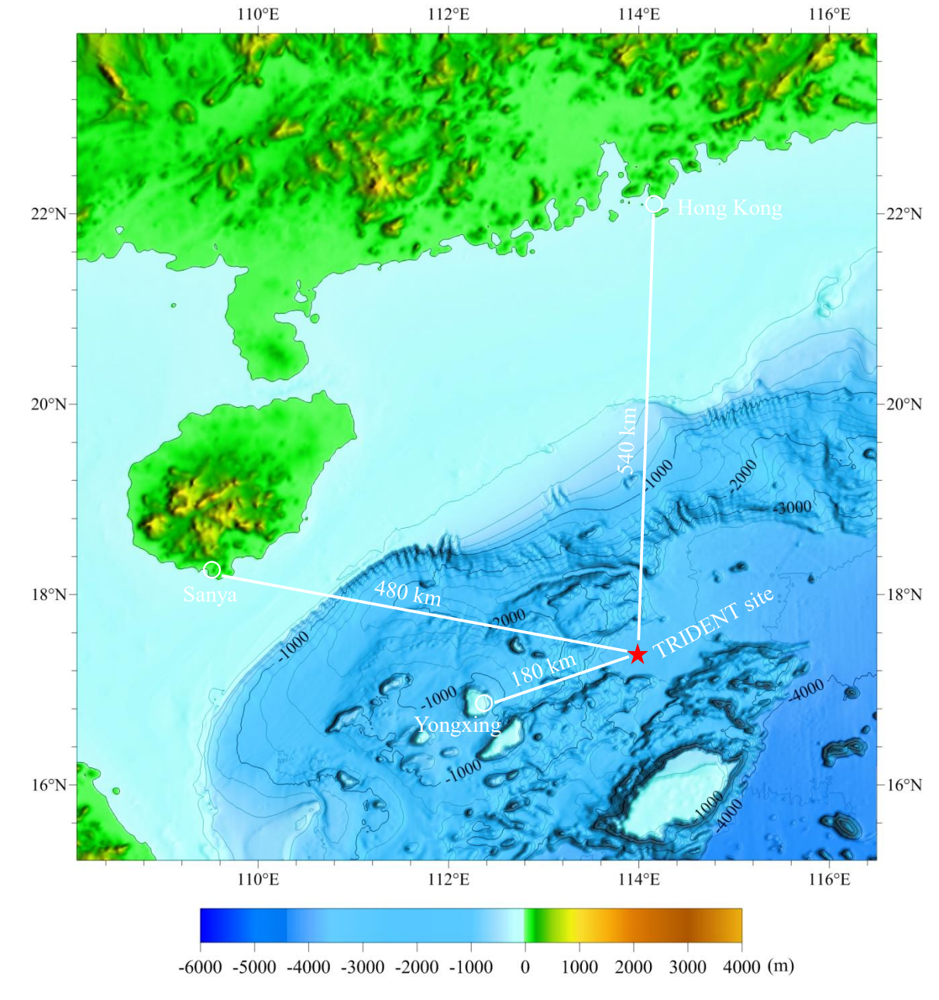 110°E 112°E 114°E 116°E
22°N
Hong Kong
22°N
20°N
20°N
540 km
-1000
-2000
-3000
18°N
Sanya
480 km
18°N
-2000
TRIDENT site
-1000
180 km
-1000
-4000
Yongxing
-1000
16°N
16°N
-1000
-4000
110°E 112°E 114°E 116°E
-6000 -5000 -4000 -3000 -2000 -1000 0 1000 2000 3000 4000 (m)